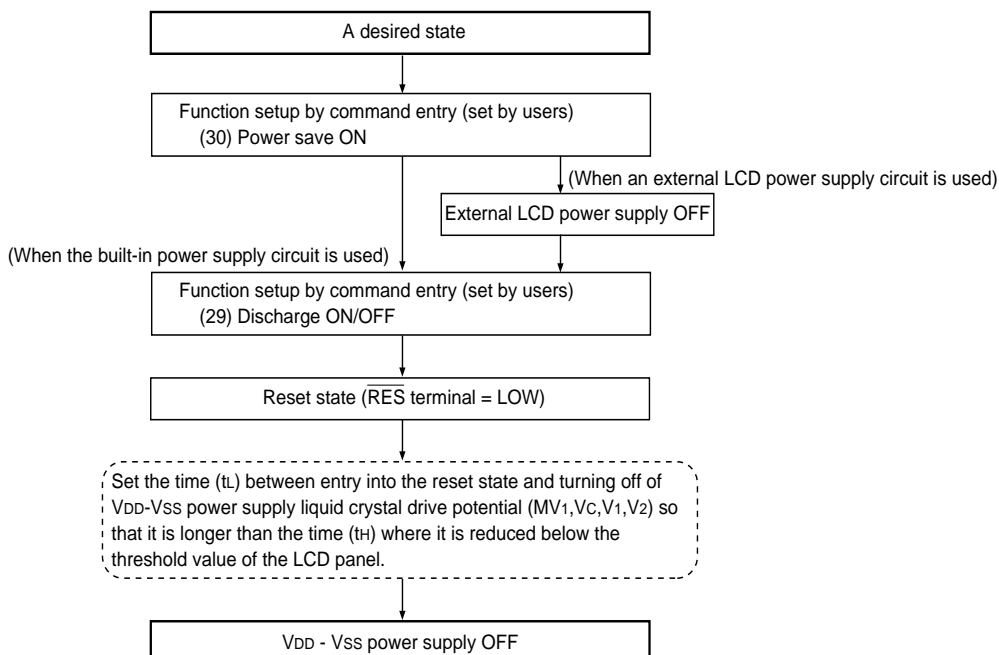 A desired state
Function setup by command entry (set by users)
(30) Power save ON
(When an external LCD power supply circuit is used)
External LCD power supply OFF
(When the built-in power supply circuit is used)
Function setup by command entry (set by users)
(29) Discharge ON/OFF
Reset state (RES terminal = LOW)
Set the time (tL) between entry into the reset state and turning off of
VDD-VSS power supply liquid crystal drive potential (MV1,VC,V1,V2) so
that it is longer than the time (tH) where it is reduced below the
threshold value of the LCD panel.
VDD - VSS power supply OFF